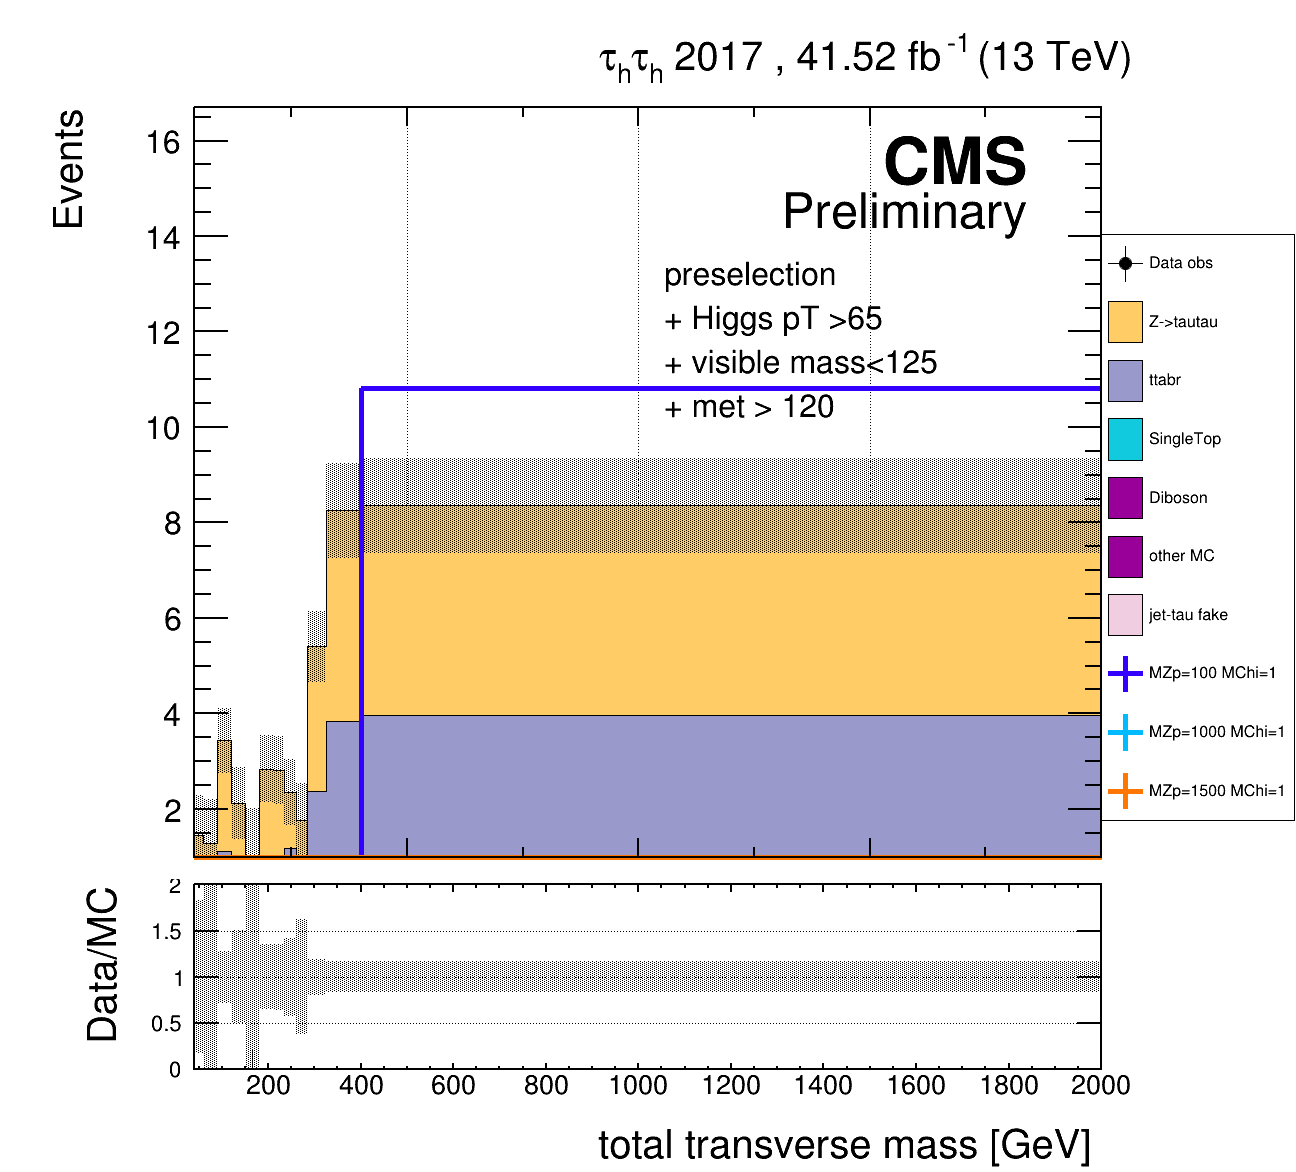 τhτh 2017 , 41.52 fb-1 (13 TeV)
Events
16
14
12
10
8
6
4
2
CMS
Preliminary
preselection
+ Higgs pT >65
+ visible mass<125
+ met > 120
Data obs
Z->tautau
ttabr
SingleTop
Diboson
other MC
jet-tau fake
MZp=100 MChi=1
MZp=1000 MChi=1
MZp=1500 MChi=1
Data/MC
2
1.5
1
0.5
0
200 400 600 800 1000 1200 1400 1600 1800 2000
total transverse mass [GeV]